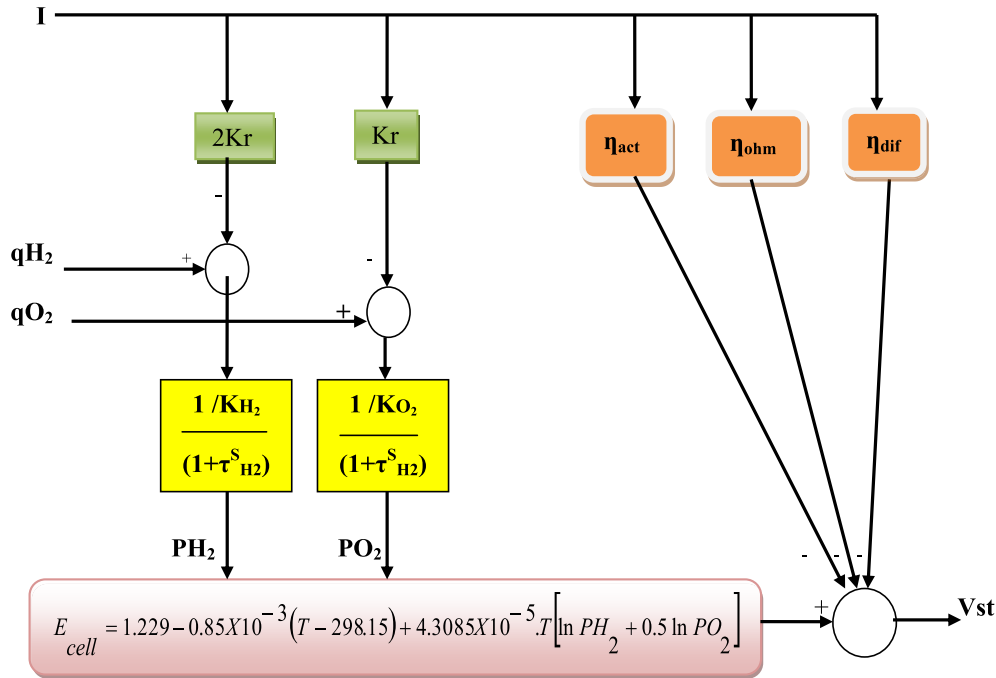 I
2Kr
Kr
ηact
ηohm
ηdif
-
-
qH₂
+
qO₂
+
1 /KH₂
(1+τˢH2)
1 /KO₂
(1+τˢH2)
PH₂
PO₂
- - -
E cell = 1.229 – 0.85X10⁻³(T – 298.15) + 4.3085X10⁻⁵.T[ln PH₂ + 0.5 ln PO₂]
+
Vst